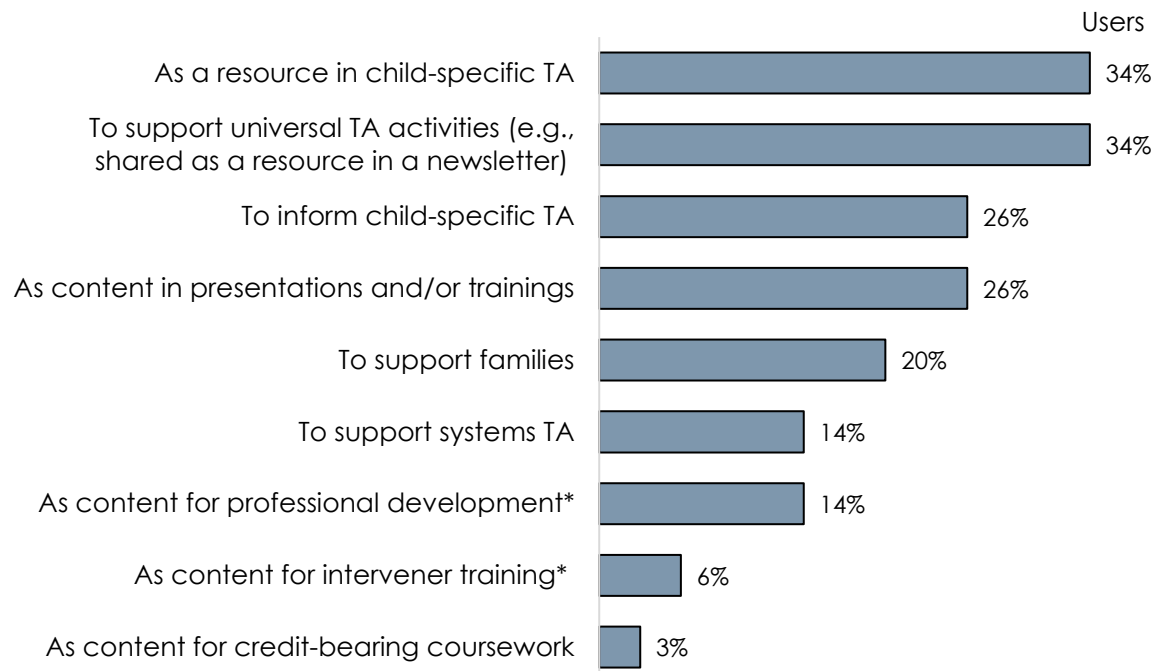 Users
As a resource in child-specific TA
34%
To support universal TA activities (e.g.,
shared as a resource in a newsletter)
34%
To inform child-specific TA
26%
As content in presentations and/or trainings
26%
To support families
20%
To support systems TA
14%
As content for professional development*
14%
As content for intervener training*
6%
As content for credit-bearing coursework
3%